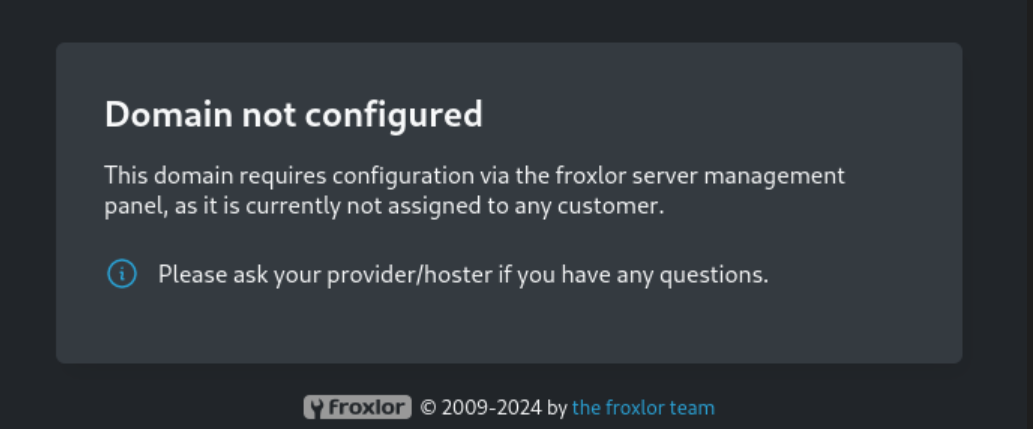 Domain not configured
This domain requires configuration via the froxlor server management
panel, as it is currently not assigned to any customer.
Please ask your provider/hoster if you have any questions.
froxlor © 2009-2024 by the froxlor team